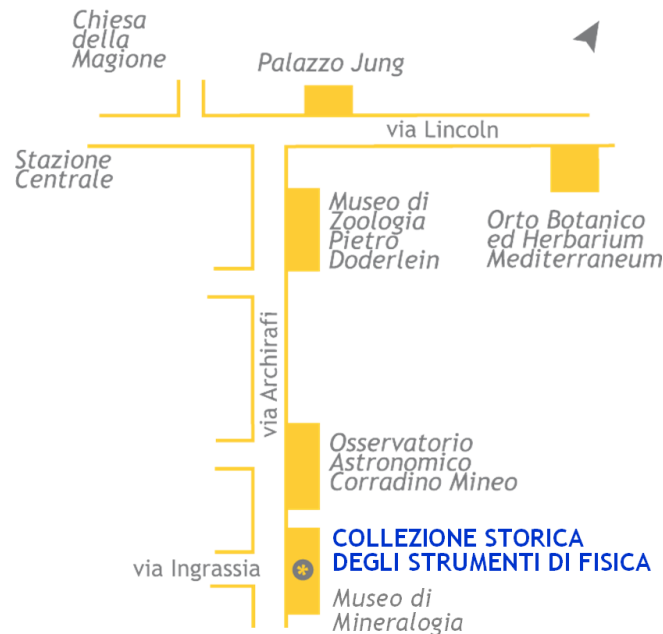 Chiesa
della
Magione
Palazzo Jung
via Lincoln
Stazione
Centrale
Museo di
Zoologia
Pietro
Doderlein
Orto Botanico
ed Herbarium
Mediterraneum
via Archirafi
Osservatorio
Astronomico
Corradino Mineo
COLLEZIONE STORICA
DEGLI STRUMENTI DI FISICA
via Ingrassia
*
Museo di
Mineralogia